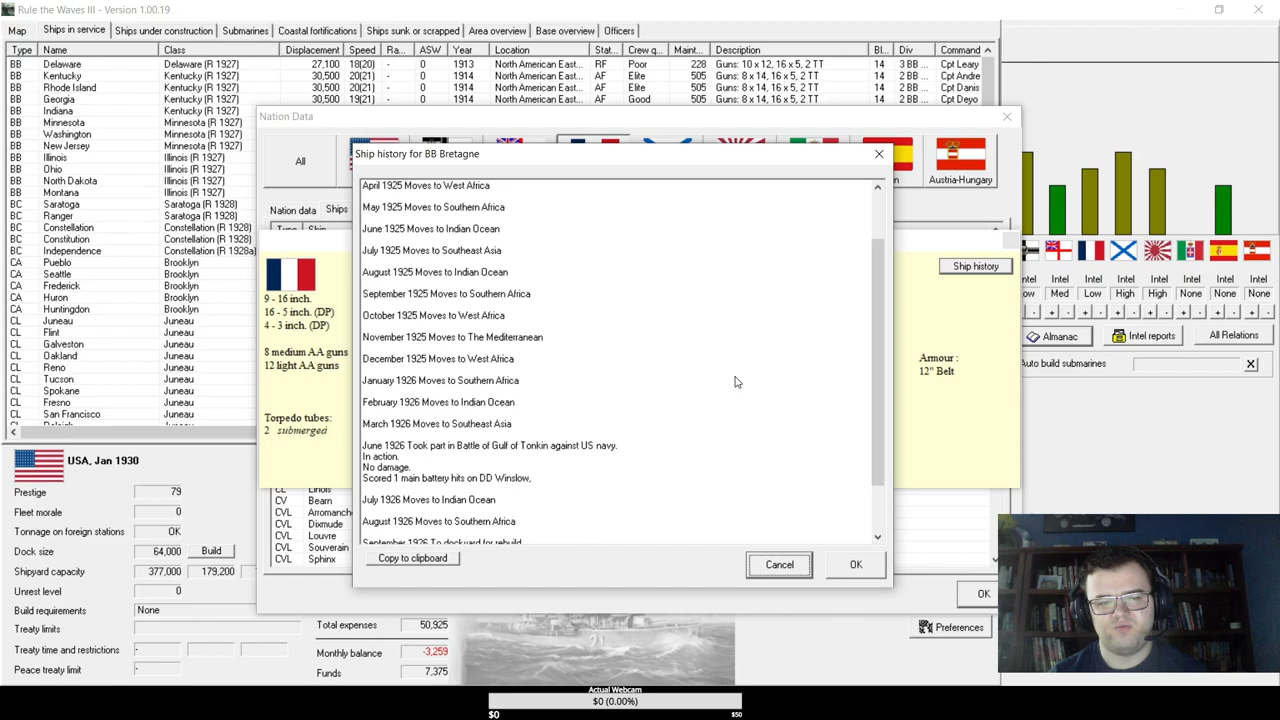 Rule the Waves III - Version 1.00.19
Map Ships in service Ships under construction Submarines Coastal fortifications Ships sunk or scrapped Area overview Base overview Officers
Type Name Class Displacement Speed Ra... ASW Year Location Stat... Crew q... Maint... Description Bl... Div Command
BB Delaware Delaware (R 1927) 27,100 18(20) - 0 1913 North American East... RF Poor 228 Guns: 10 x 12, 16 x 5, 2 TT 14 3 BB ... Cpt Leary
BB Kentucky Kentucky (R 1927) 30,500 20(21) - 0 1914 North American East... AF Elite 505 Guns: 8 x 14, 16 x 5, 2 TT 14 2 BB ... Cpt Andre
BB Rhode Island Kentucky (R 1927) 30,500 20(21) - 0 1914 North American East... AF Elite 505 Guns: 8 x 14, 16 x 5, 2 TT 14 2 BB ... Cpt Danis
BB Georgia Kentucky (R 1927) 30,500 19(21) - 0 1914 North American East... AF Good 505 Guns: 8 x 14, 16 x 5, 2 TT 14 2 BB ... Cpt Deyo
BB Indiana Kentucky (R 1927)
BB Minnesota Minnesota (R 1927)
BB Washington Minnesota (R 1927)
BB New Jersey Minnesota (R 1927)
BB Illinois Illinois (R 1927)
BB Ohio Illinois (R 1927)
BB North Dakota Illinois (R 1927)
BB Montana Illinois (R 1927)
BC Saratoga Saratoga (R 1928)
BC Ranger Saratoga (R 1928)
BC Constellation Constellation (R 1928)
BC Constitution Constellation (R 1928)
BC Independence Constellation (R 1928)
CA Pueblo Brooklyn
CA Seattle Brooklyn
CA Frederick Brooklyn
CA Huron Brooklyn
CA Huntingdon Brooklyn
CL Juneau Juneau
CL Flint Juneau
CL Galveston Juneau
CL Oakland Juneau
CL Reno Juneau
CL Tucson Juneau
CL Spokane Juneau
CL Fresno Juneau
CL San Francisco Juneau
Nation Data
All
Austria-Hungary
Nation data Ships
Ship history for BB Bretagne
April 1925 Moves to West Africa
May 1925 Moves to Southern Africa
June 1925 Moves to Indian Ocean
July 1925 Moves to Southeast Asia
August 1925 Moves to Indian Ocean
September 1925 Moves to Southern Africa
October 1925 Moves to West Africa
November 1925 Moves to The Mediterranean
December 1925 Moves to West Africa
January 1926 Moves to Southern Africa
February 1926 Moves to Indian Ocean
March 1926 Moves to Southeast Asia
June 1926 Took part in Battle of Gulf of Tonkin against US navy.
In action.
No damage.
Scored 1 main battery hits on DD Winslow,
July 1926 Moves to Indian Ocean
August 1926 Moves to Southern Africa
September 1926 To dockyard for rebuild
Copy to clipboard
Cancel
OK
9 - 16 inch.
16 - 5 inch. (DP)
4 - 3 inch. (DP)
8 medium AA guns
12 light AA guns
Torpedo tubes:
2 submerged
Ship history
Armour :
12" Belt
CV Bearn
CVL Dixmude
CVL Louvre
CVL Souverain
CVL Sphinx
OK
Intel Intel Intel Intel Intel Intel Intel
Med Low High High None None None
Almanac
Intel reports
All Relations
Auto build submarines
X
USA, Jan 1930
Prestige 79
Fleet morale 0
Tonnage on foreign stations OK
Dock size 64,000 Build
Shipyard capacity 377,000 179,200
Unrest level 0
Build requirements None
Treaty limits
Treaty time and restrictions - - -
Peace treaty limit -
Total expenses 50,925
Monthly balance -3,259
Funds 7,375
Preferences
Actual Webcam
$0 (0.00%)
$0
$50